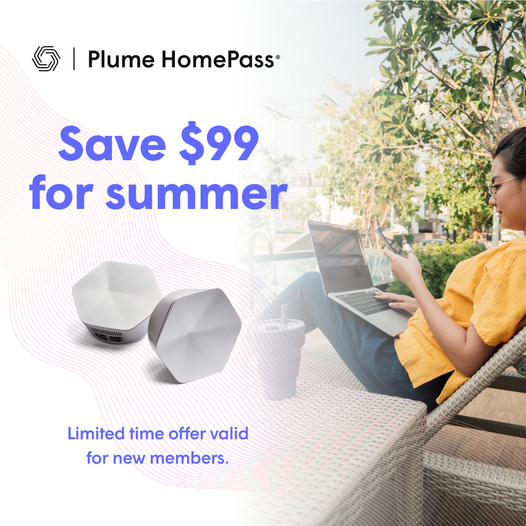 Plume HomePass®
Save $99
for summer
Limited time offer valid
for new members.